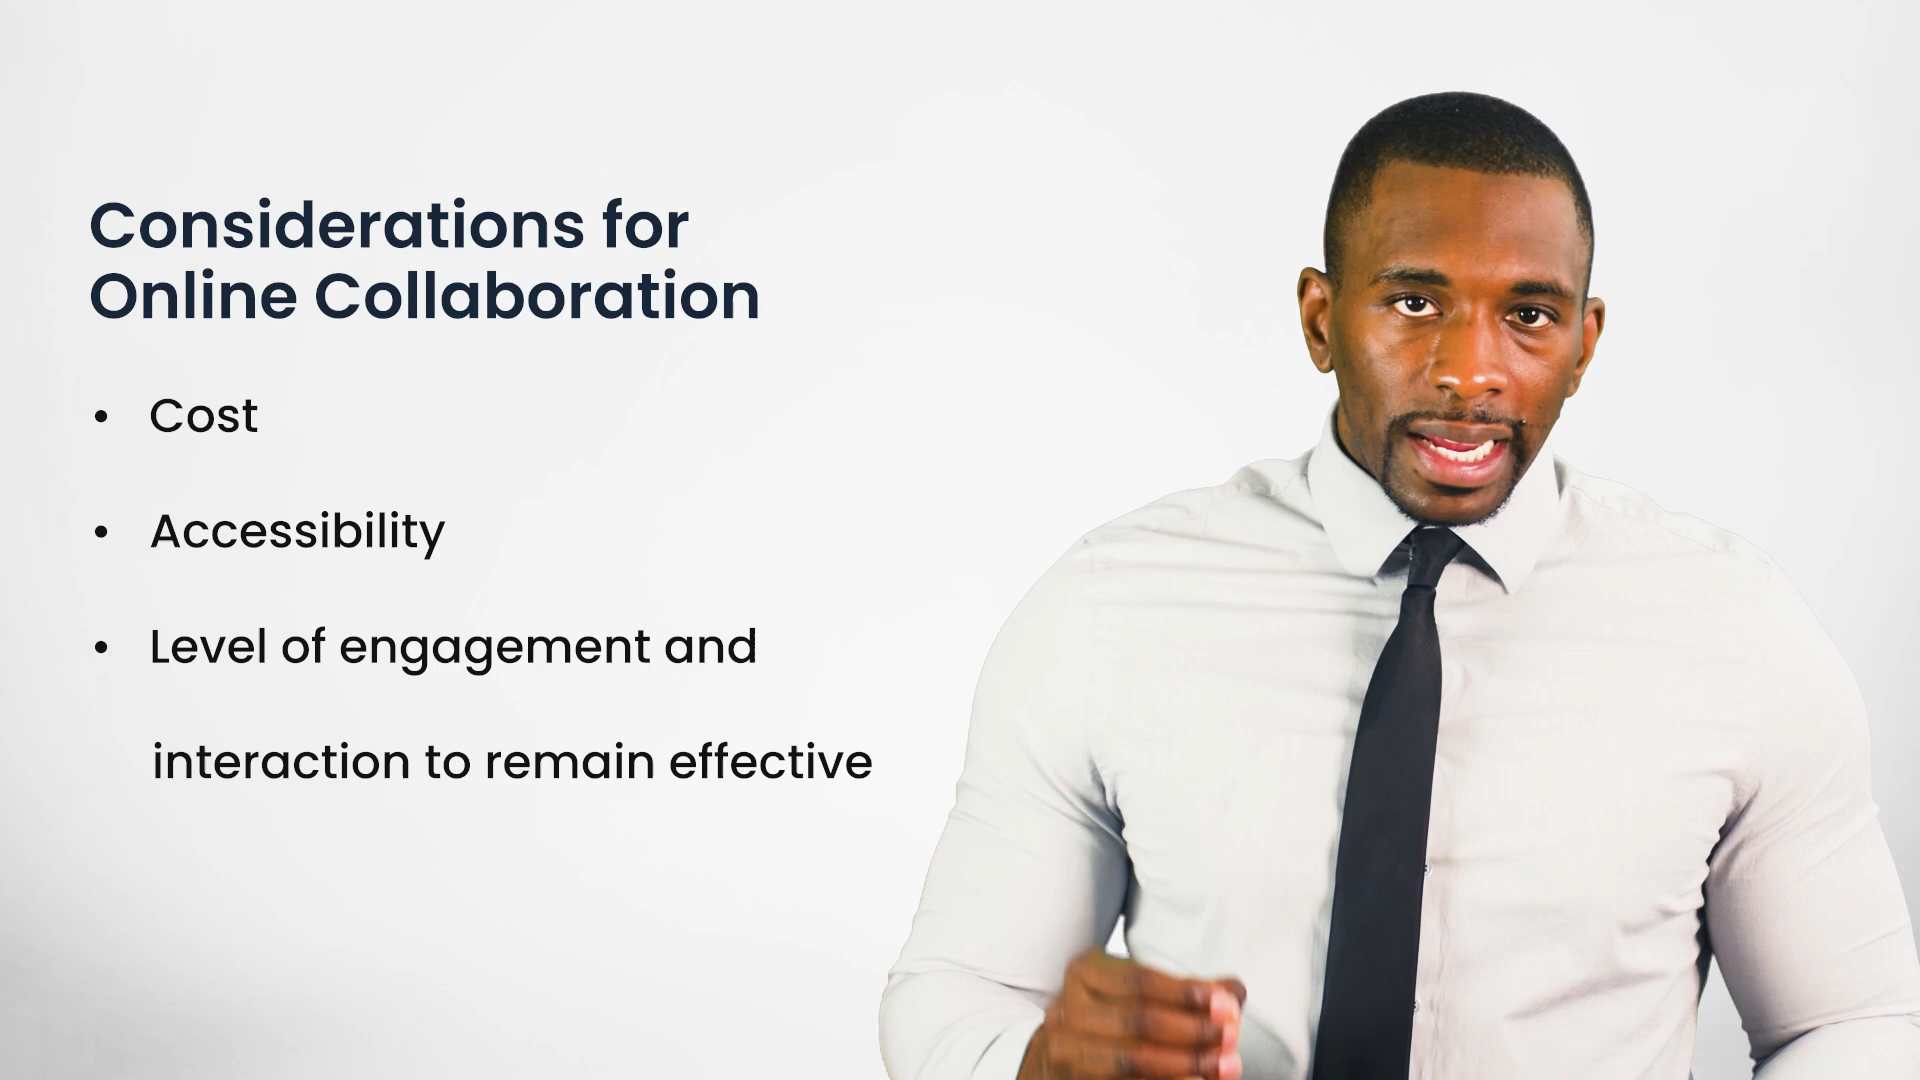 Considerations for
Online Collaboration
• Cost
• Accessibility
• Level of engagement and
interaction to remain effective